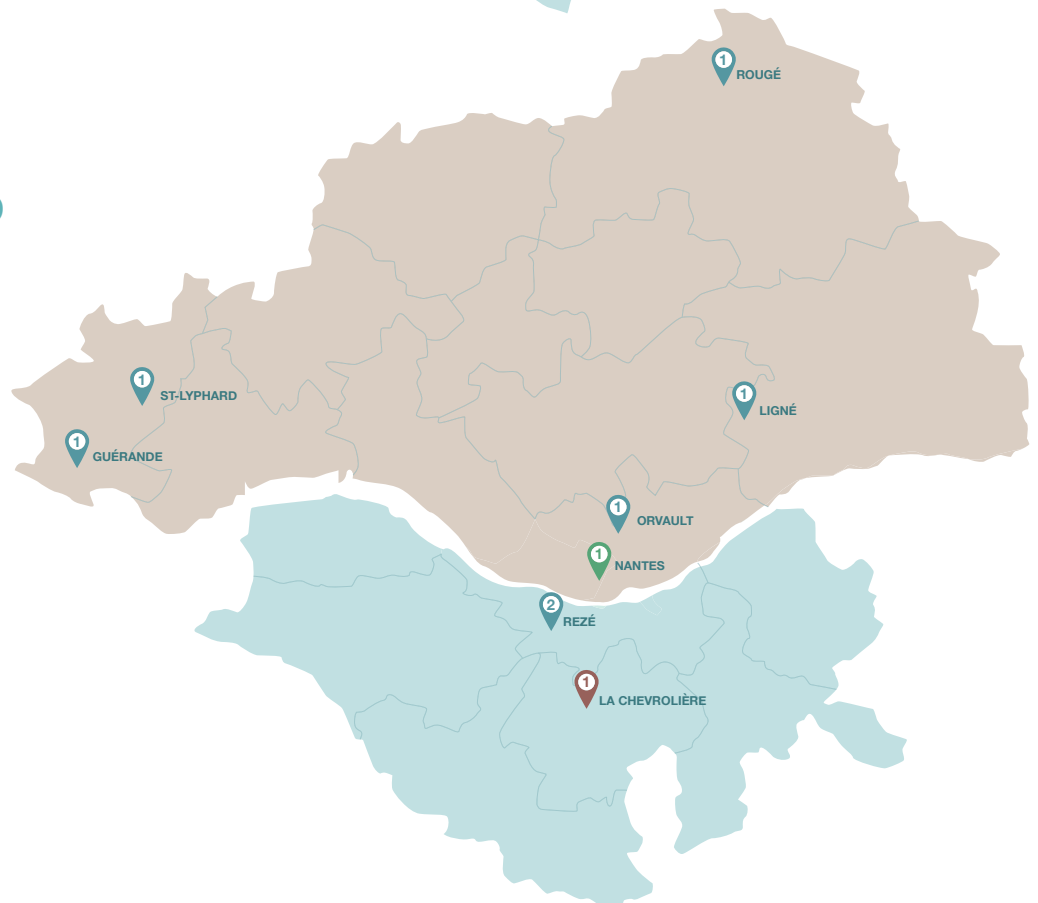 1
ROUGÉ
1
ST-LYPHARD
1
LIGNÉ
1
GUÉRANDE
1
ORVAULT
1
NANTES
2
REZÉ
1
LA CHEVROLIÈRE